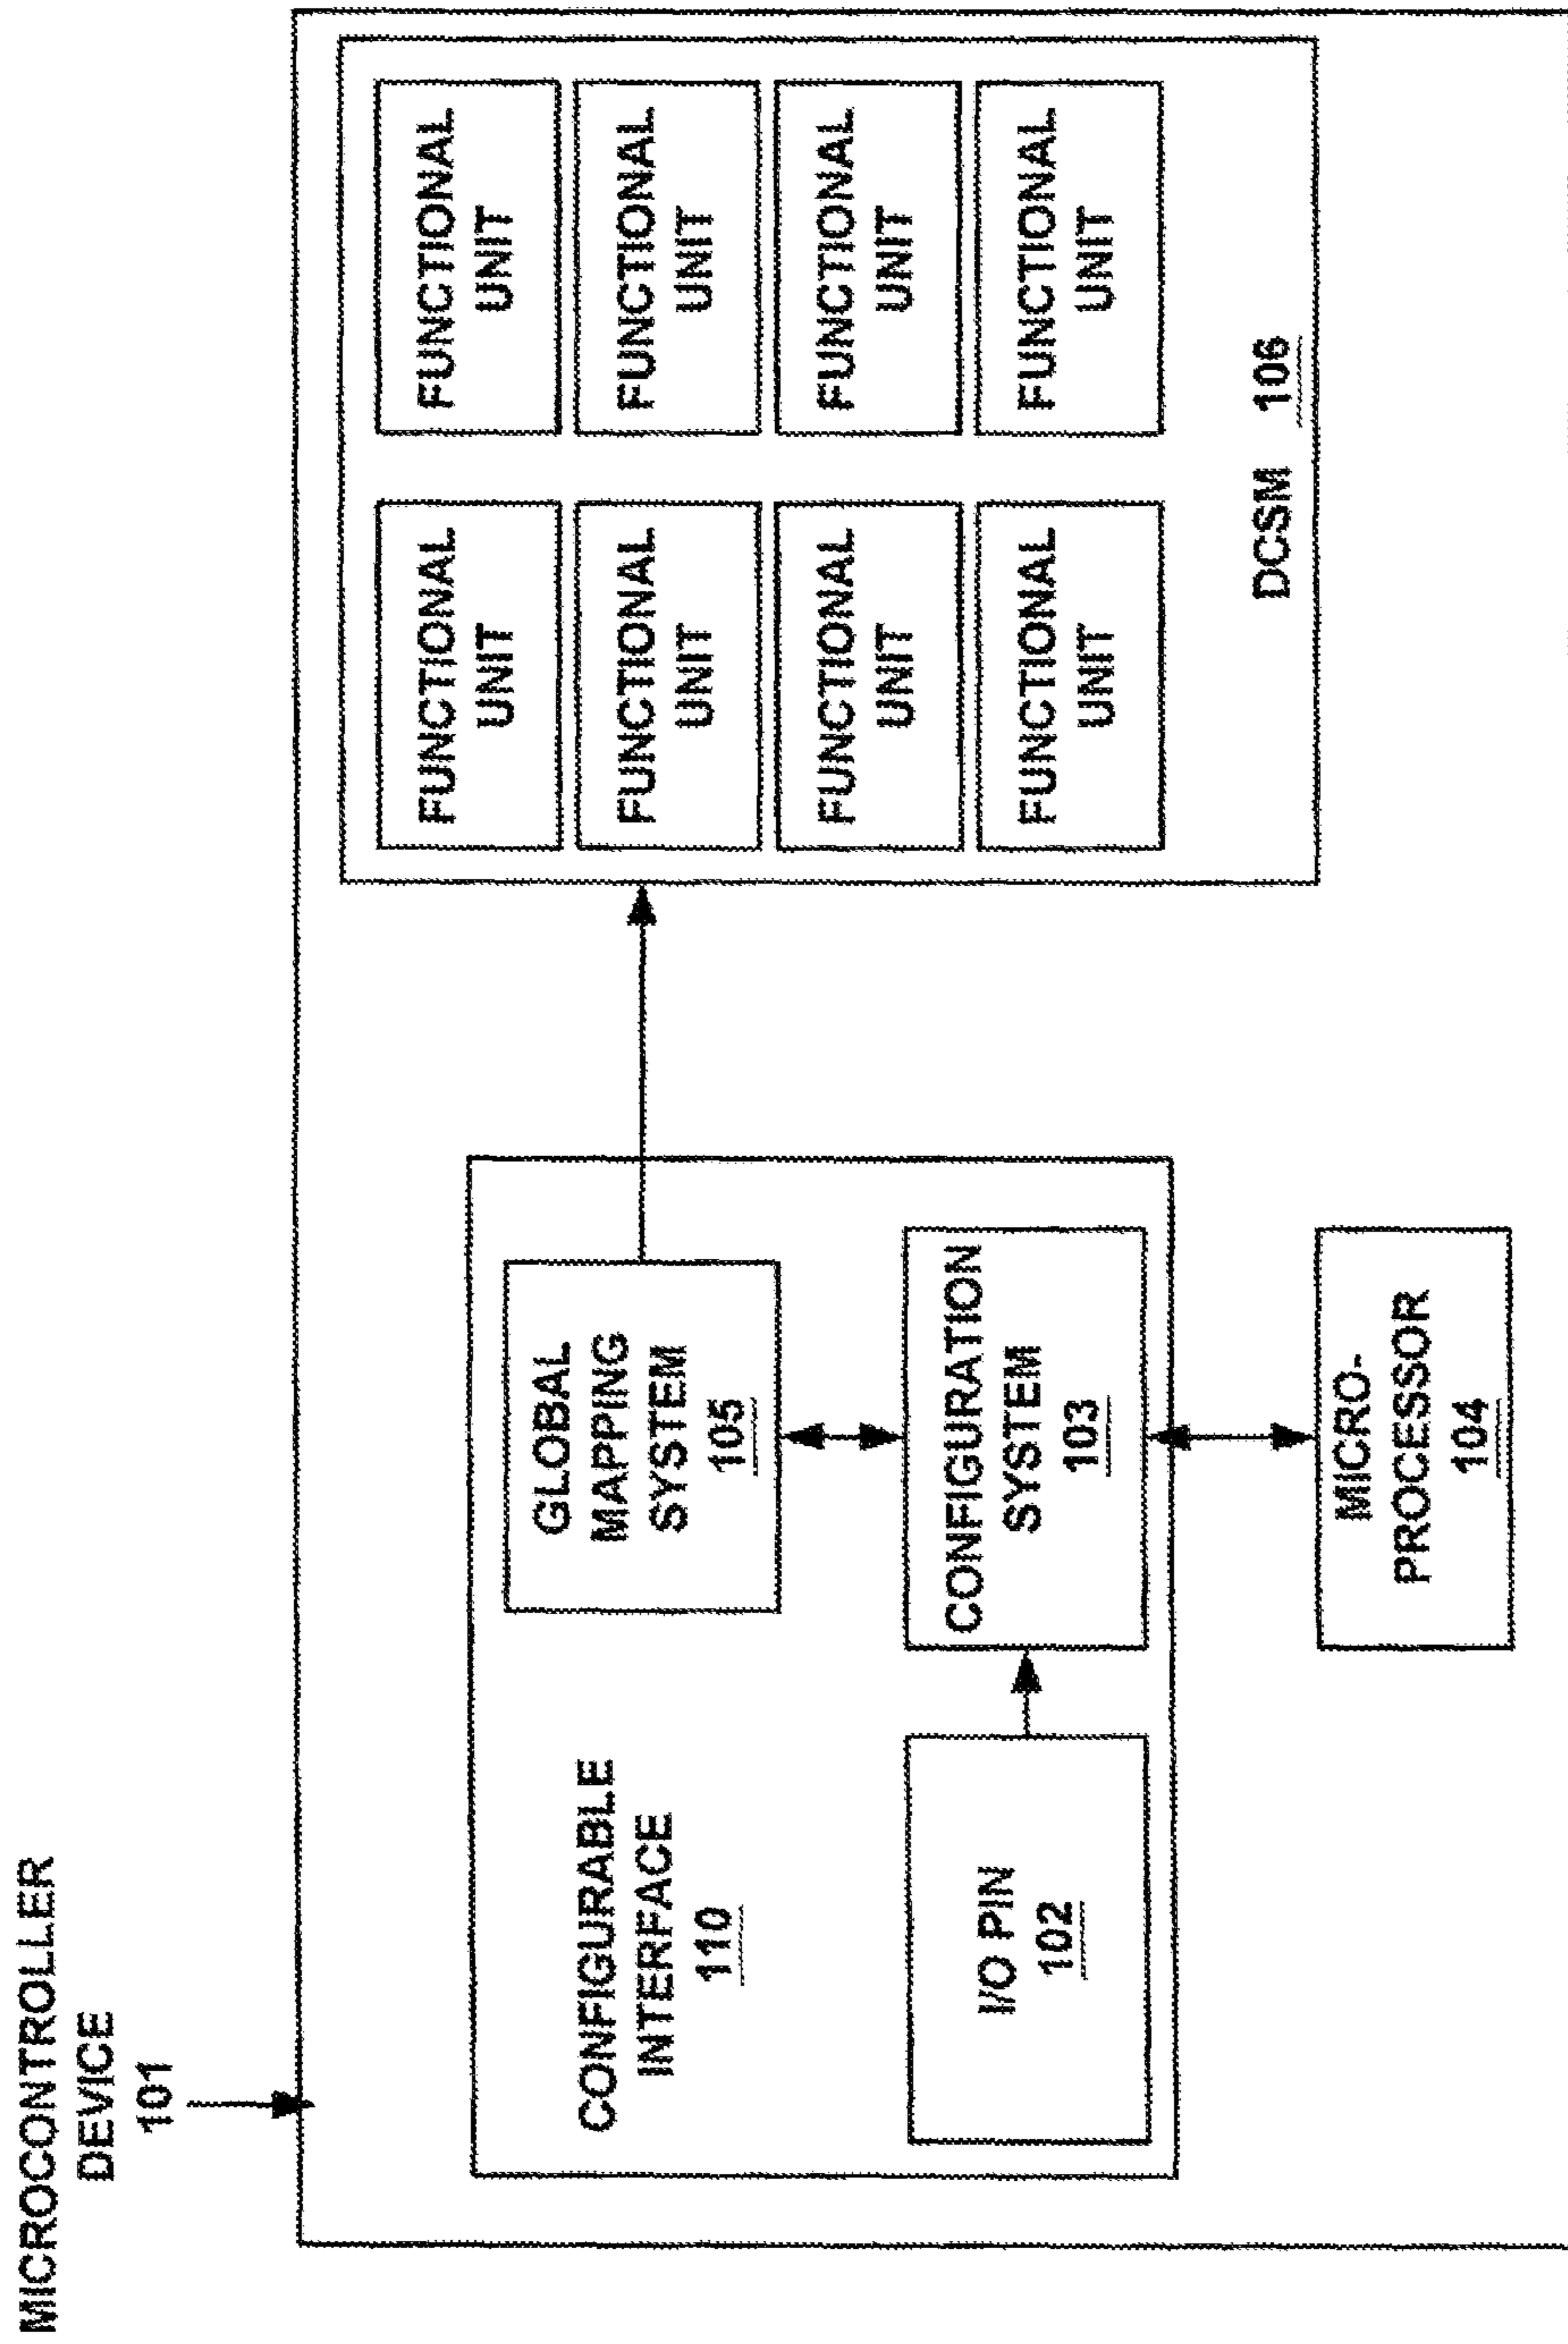 MICROCONTROLLER
DEVICE
101
CONFIGURABLE
INTERFACE
110
GLOBAL
MAPPING
SYSTEM
105
I/O PIN
102
CONFIGURATION
SYSTEM
103
MICRO-
PROCESSOR
104
FUNCTIONAL
UNIT
FUNCTIONAL
UNIT
FUNCTIONAL
UNIT
FUNCTIONAL
UNIT
FUNCTIONAL
UNIT
FUNCTIONAL
UNIT
FUNCTIONAL
UNIT
FUNCTIONAL
UNIT
DCSM 106